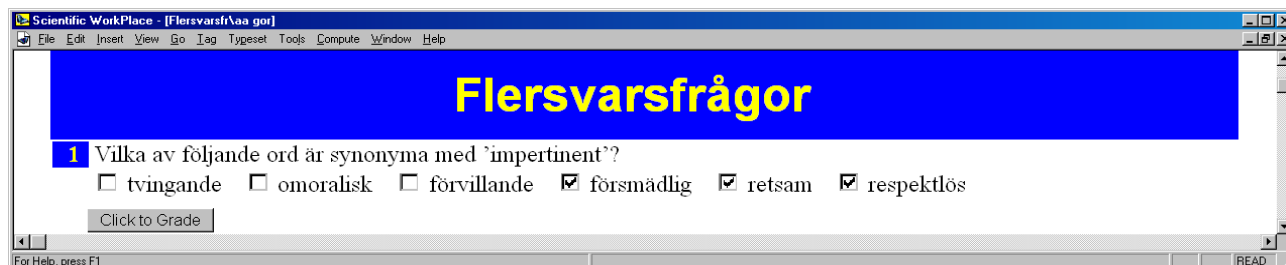 Scientific WorkPlace - [Flersvarsfr\aa gor]
File Edit Insert View Go Tag Typeset Tools Compute Window Help
Flersvarsfrågor
1 Vilka av följande ord är synonyma med ’impertinent’?
tvingande omoralisk förvillande försmädlig retsam respektlös
Click to Grade
For Help, press F1 READ